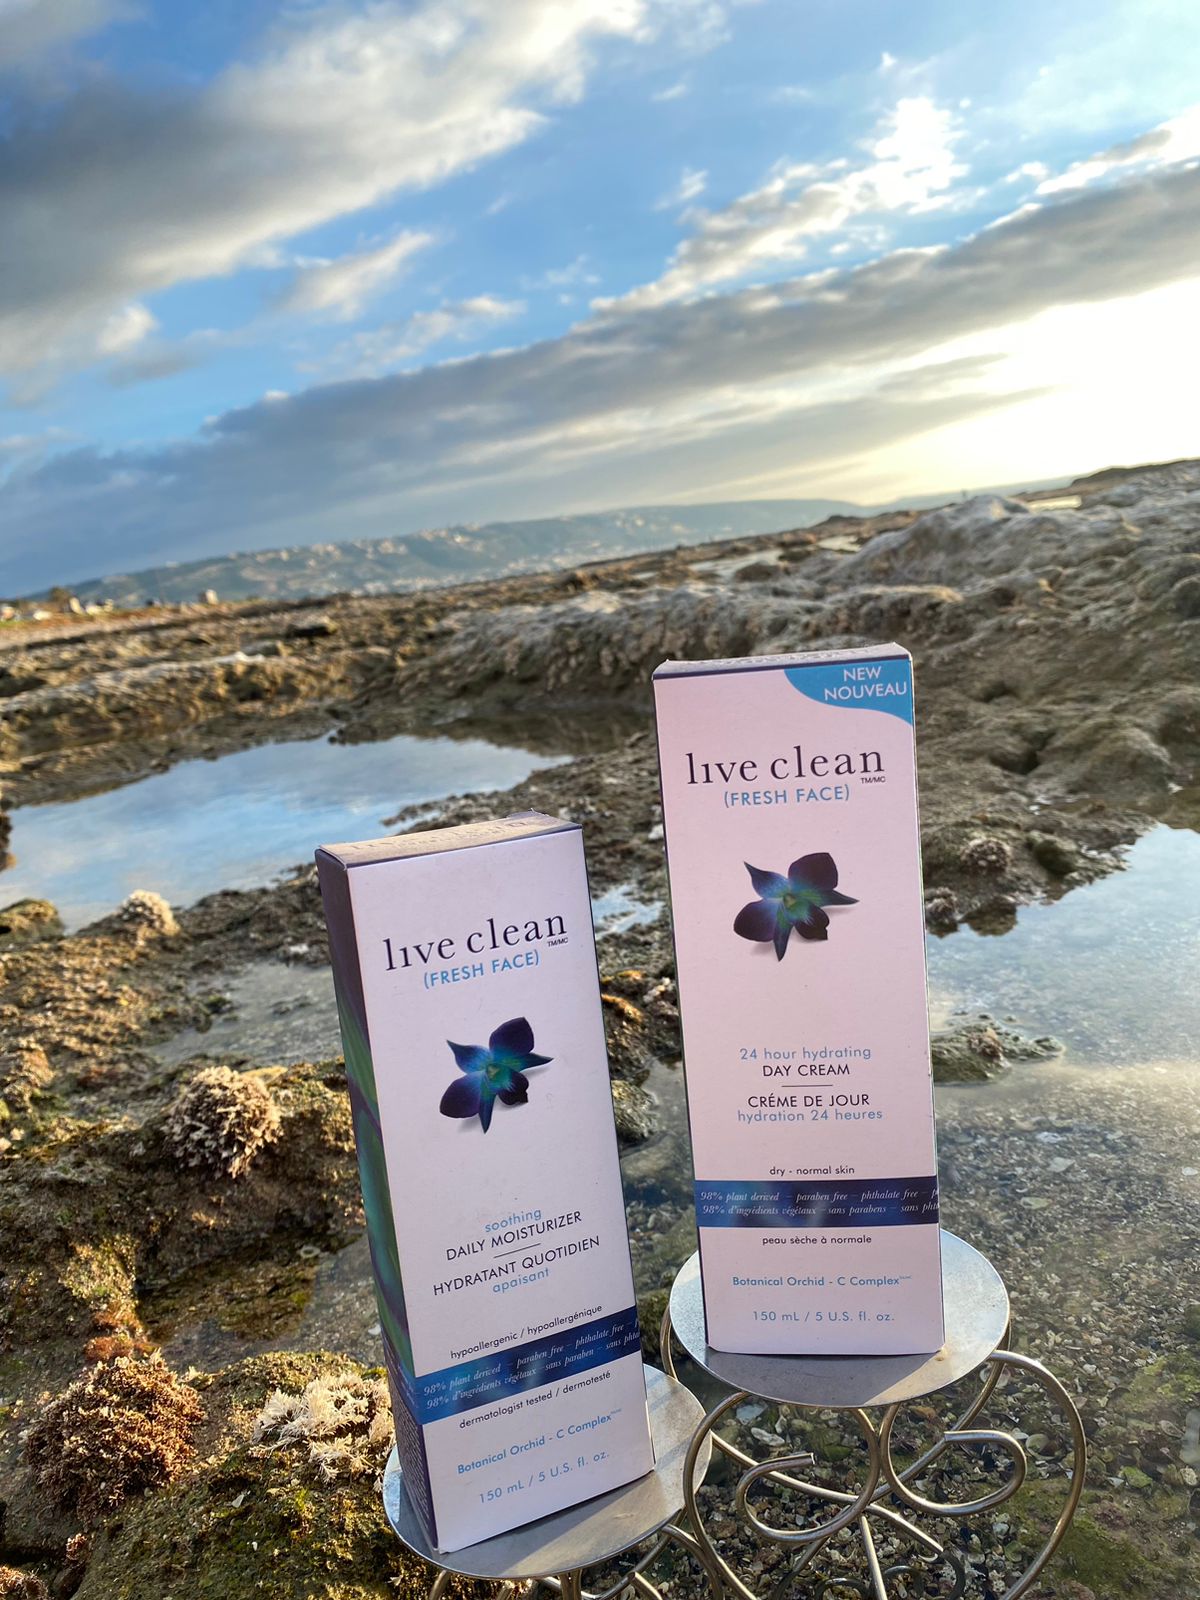 live clean
TM/MC
(FRESH FACE)
soothing
DAILY MOISTURIZER
HYDRATANT QUOTIDIEN
apaisant
hypoallergenic / hypoallergénique
98% plant derived – paraben free – phthalate free –
98% d'ingrédients végétaux – sans paraben – sans phta
dermatologist tested / dermotesté
Botanical Orchid - C Complex
150 mL / 5 U.S. fl. oz.
NEW
NOUVEAU
live clean
TM/MC
(FRESH FACE)
24 hour hydrating
DAY CREAM
CRÉME DE JOUR
hydration 24 heures
dry - normal skin
98% plant derived – paraben free – phthalate free – p
98% d'ingrédients végétaux – sans parabens – sans phta
peau sèche à normale
Botanical Orchid - C Complex
150 mL / 5 U.S. fl. oz.